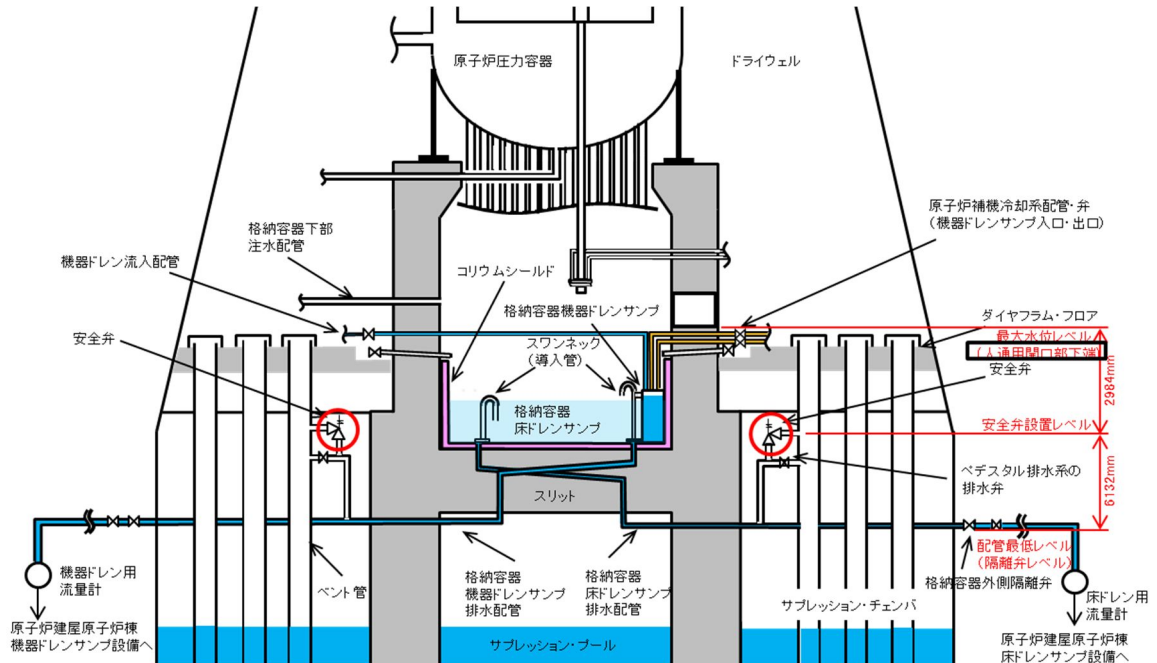 原子炉圧力容器
ドライウェル
原子炉補機冷却系配管・弁
(機器ドレンサンプ入口・出口)
格納容器下部
注水配管
機器ドレン流入配管
コリウムシールド
格納容器機器ドレンサンプ
ダイヤフラム・フロア
安全弁
スワンネック
(導入管)
最大水位レベル
(人通用開口部下端)
安全弁
2984mm
格納容器
床ドレンサンプ
安全弁設置レベル
ペデスタル排水系の
排水弁
6132mm
スリット
配管最低レベル
(隔離弁レベル)
格納容器外側隔離弁
機器ドレン用
流量計
ベント管
格納容器
機器ドレンサンプ
排水配管
格納容器
床ドレンサンプ
排水配管
サプレッション・チェンバ
床ドレン用
流量計
原子炉建屋原子炉棟
機器ドレンサンプ設備へ
サプレッション・プール
原子炉建屋原子炉棟
床ドレンサンプ設備へ